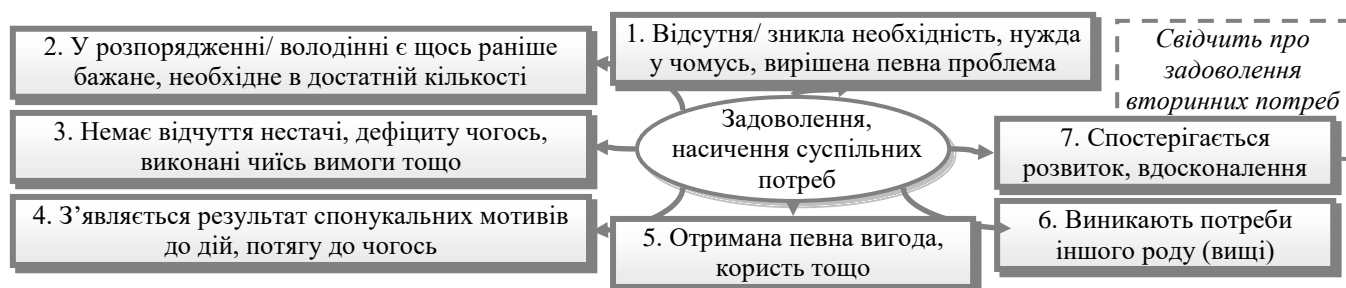 1. Відсутня/ зникла необхідність, нужда
у чомусь, вирішена певна проблема
2. У розпорядженні/ володінні є щось раніше
бажане, необхідне в достатній кількості
3. Немає відчуття нестачі, дефіциту чогось,
виконані чиїсь вимоги тощо
4. З’являється результат спонукальних мотивів
до дій, потягу до чогось
Задоволення,
насичення суспільних
потреб
5. Отримана певна вигода,
користь тощо
6. Виникають потреби
іншого роду (вищі)
7. Спостерігається
розвиток, вдосконалення
Свідчить про
задоволення
вторинних потреб